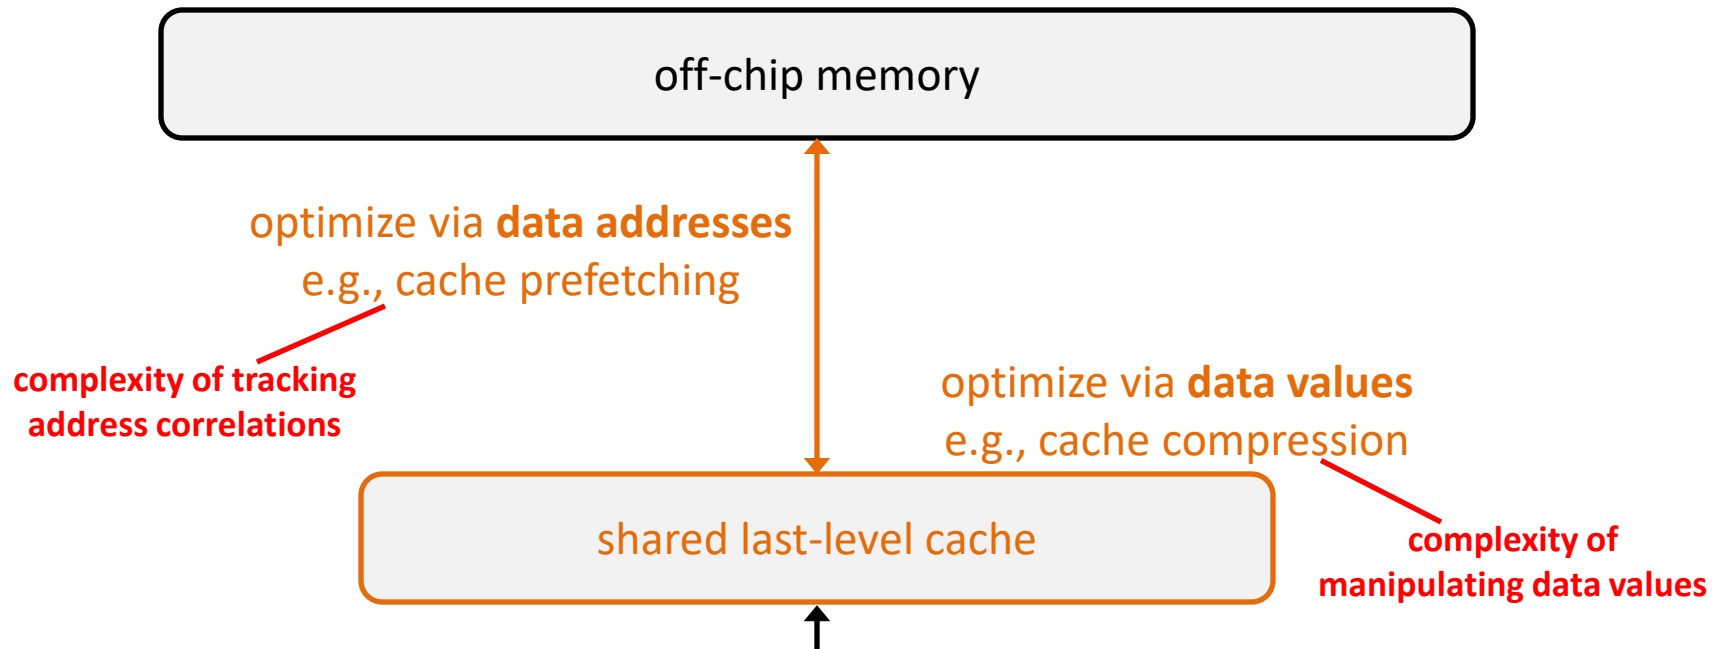 off-chip memory
optimize via data addresses
e.g., cache prefetching
complexity of tracking
address correlations
optimize via data values
e.g., cache compression
shared last-level cache
complexity of
manipulating data values